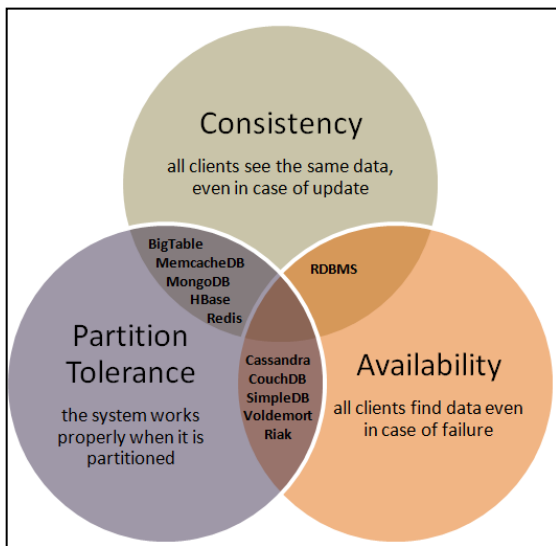 Consistency
all clients see the same data,
even in case of update
BigTable
MemcacheDB
MongoDB
HBase
Redis
RDBMS
Partition
Tolerance
the system works
properly when it is
partitioned
Cassandra
CouchDB
SimpleDB
Voldemort
Riak
Availability
all clients find data even
in case of failure